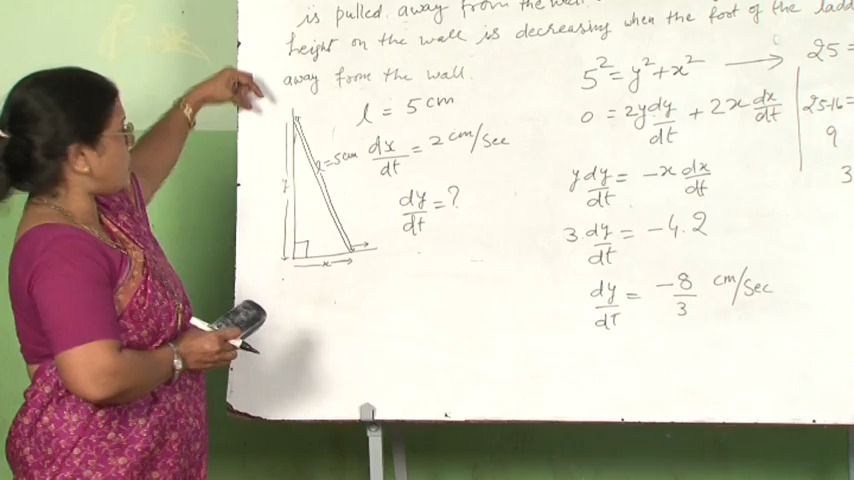 is pulled away from the wall
height on the wall is decreasing when the foot of the ladd
away from the wall.
l = 5 cm
dx/dt = 2 cm/sec
dy/dt = ?
l=5cm
y
x
5² = y² + x² → 25 =
0 = 2y dy/dt + 2x dx/dt
y dy/dt = -x dx/dt
3. dy/dt = -4.2
dy/dt = -8/3 cm/sec
25-16=
9
3